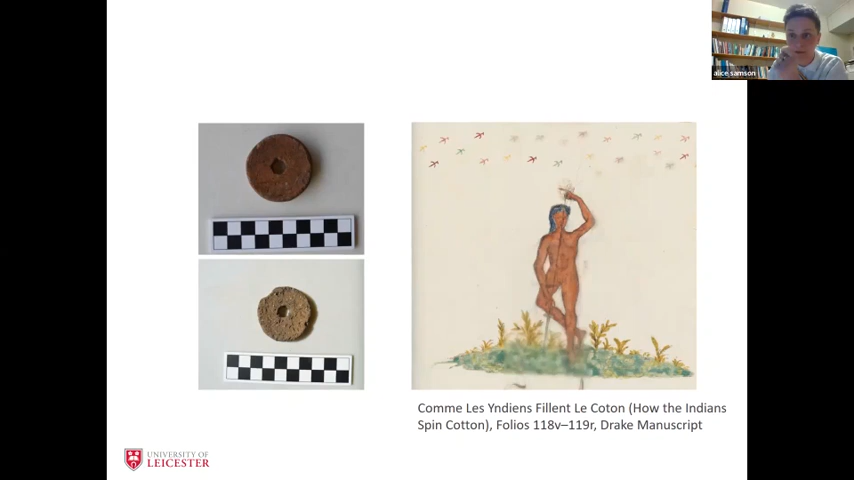 alice samson
Comme Les Yndiens Fillent Le Coton (How the Indians
Spin Cotton), Folios 118v–119r, Drake Manuscript
UNIVERSITY OF
LEICESTER